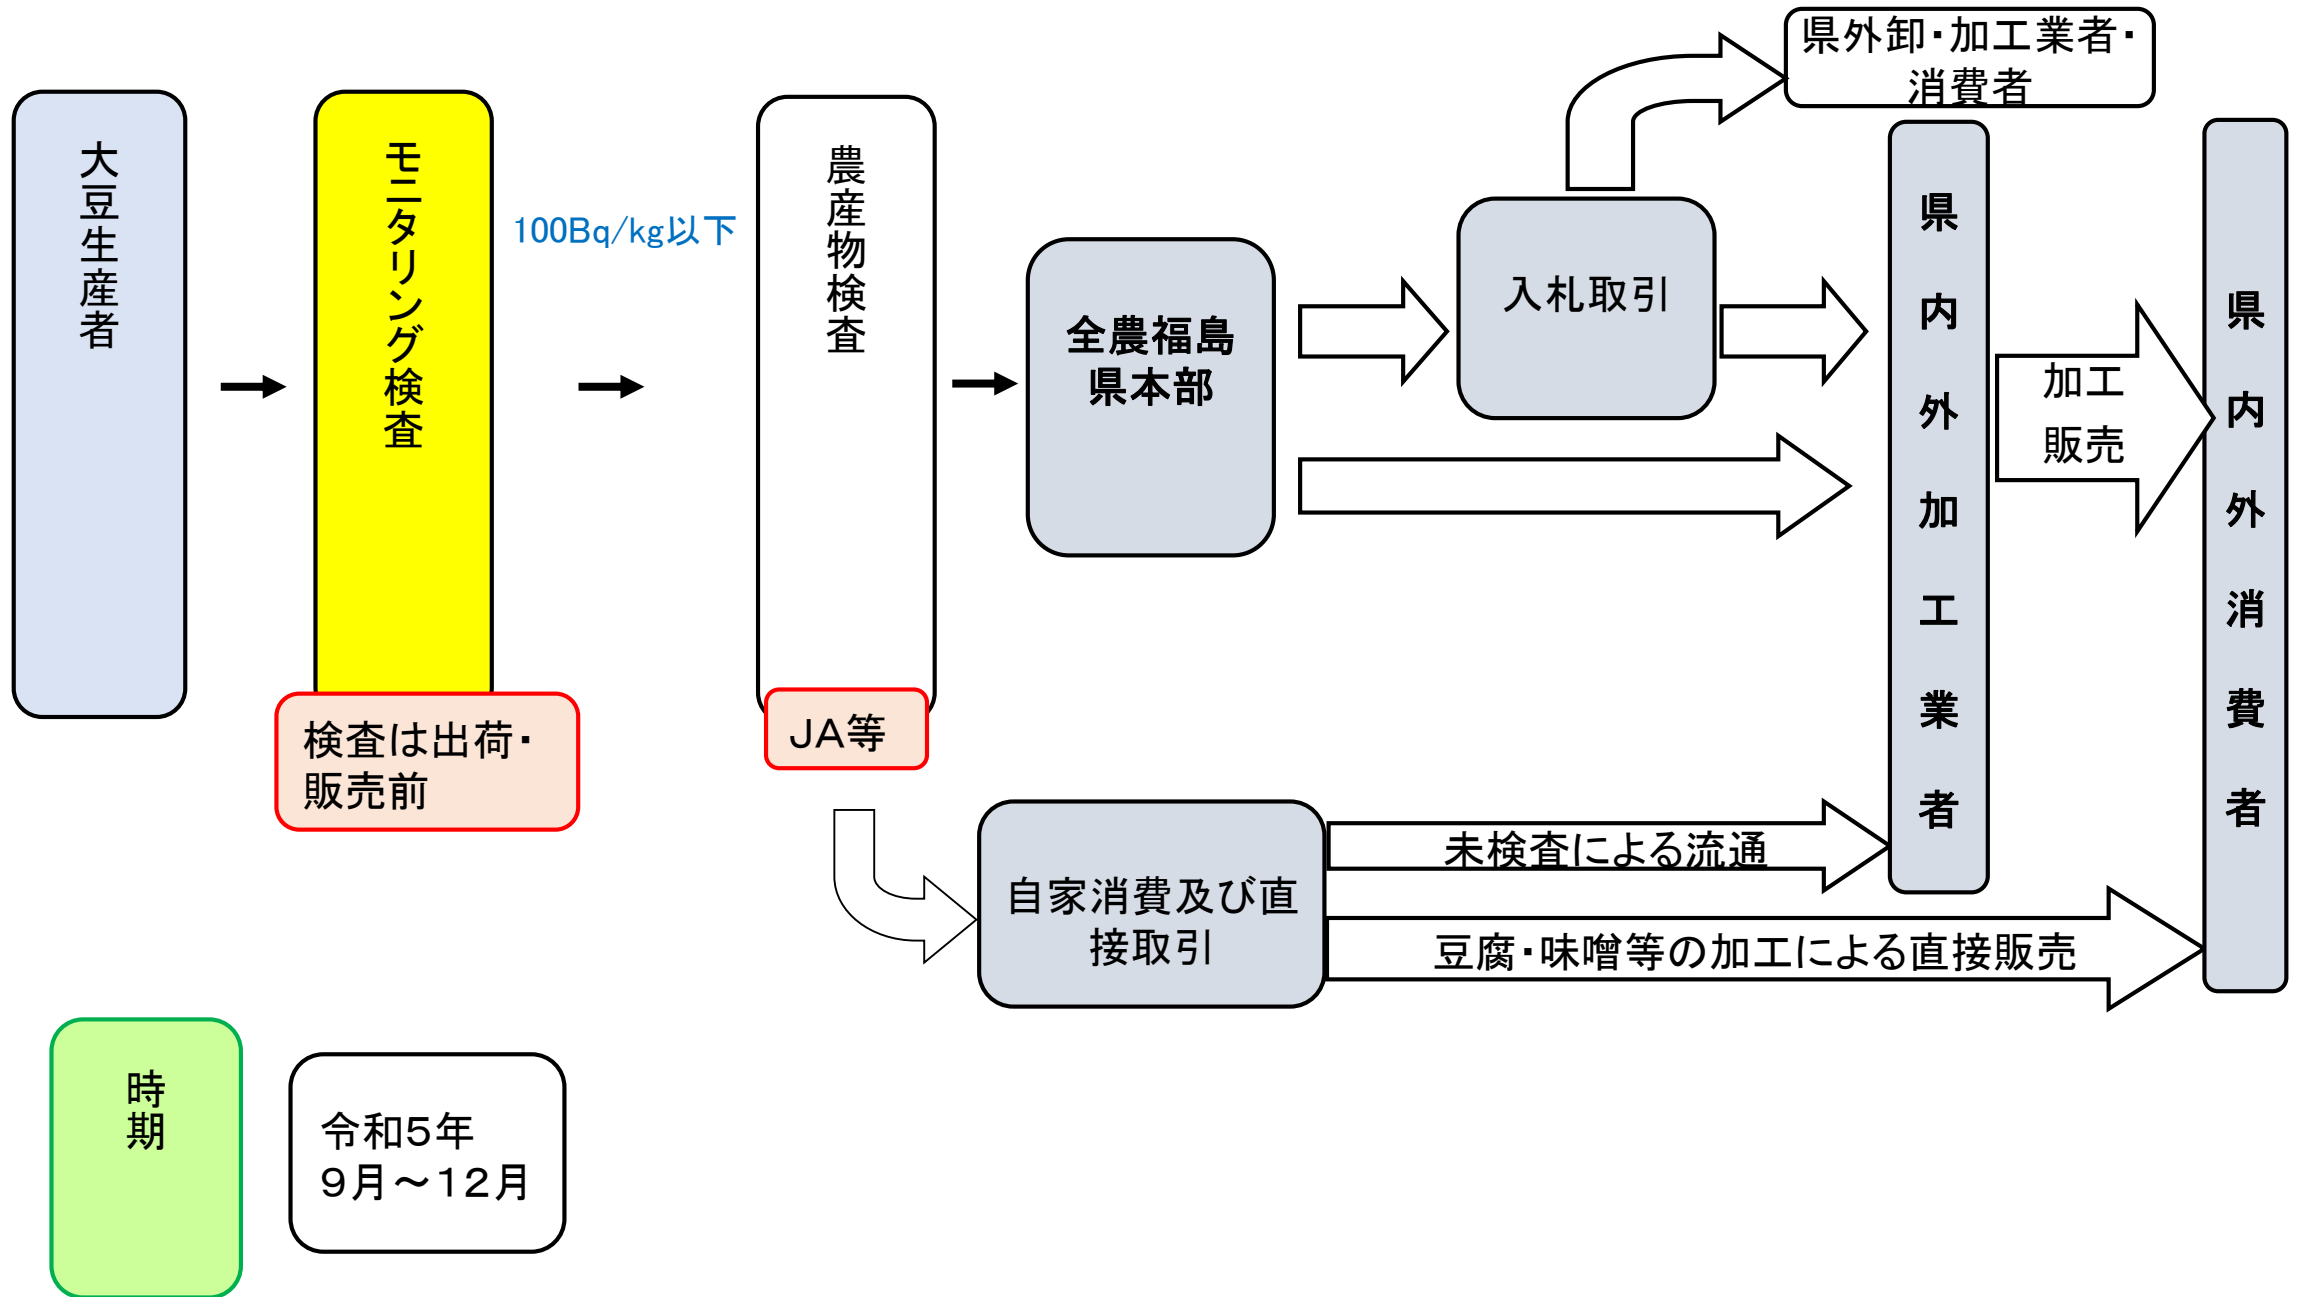 大豆生産者
モニタリング検査
検査は出荷・
販売前
100Bq/kg以下
農産物検査
JA等
全農福島
県本部
入札取引
県外卸・加工業者・
消費者
県内外加工業者
加工
販売
県内外消費者
自家消費及び直
接取引
未検査による流通
豆腐・味噌等の加工による直接販売
時期
令和5年
9月～12月